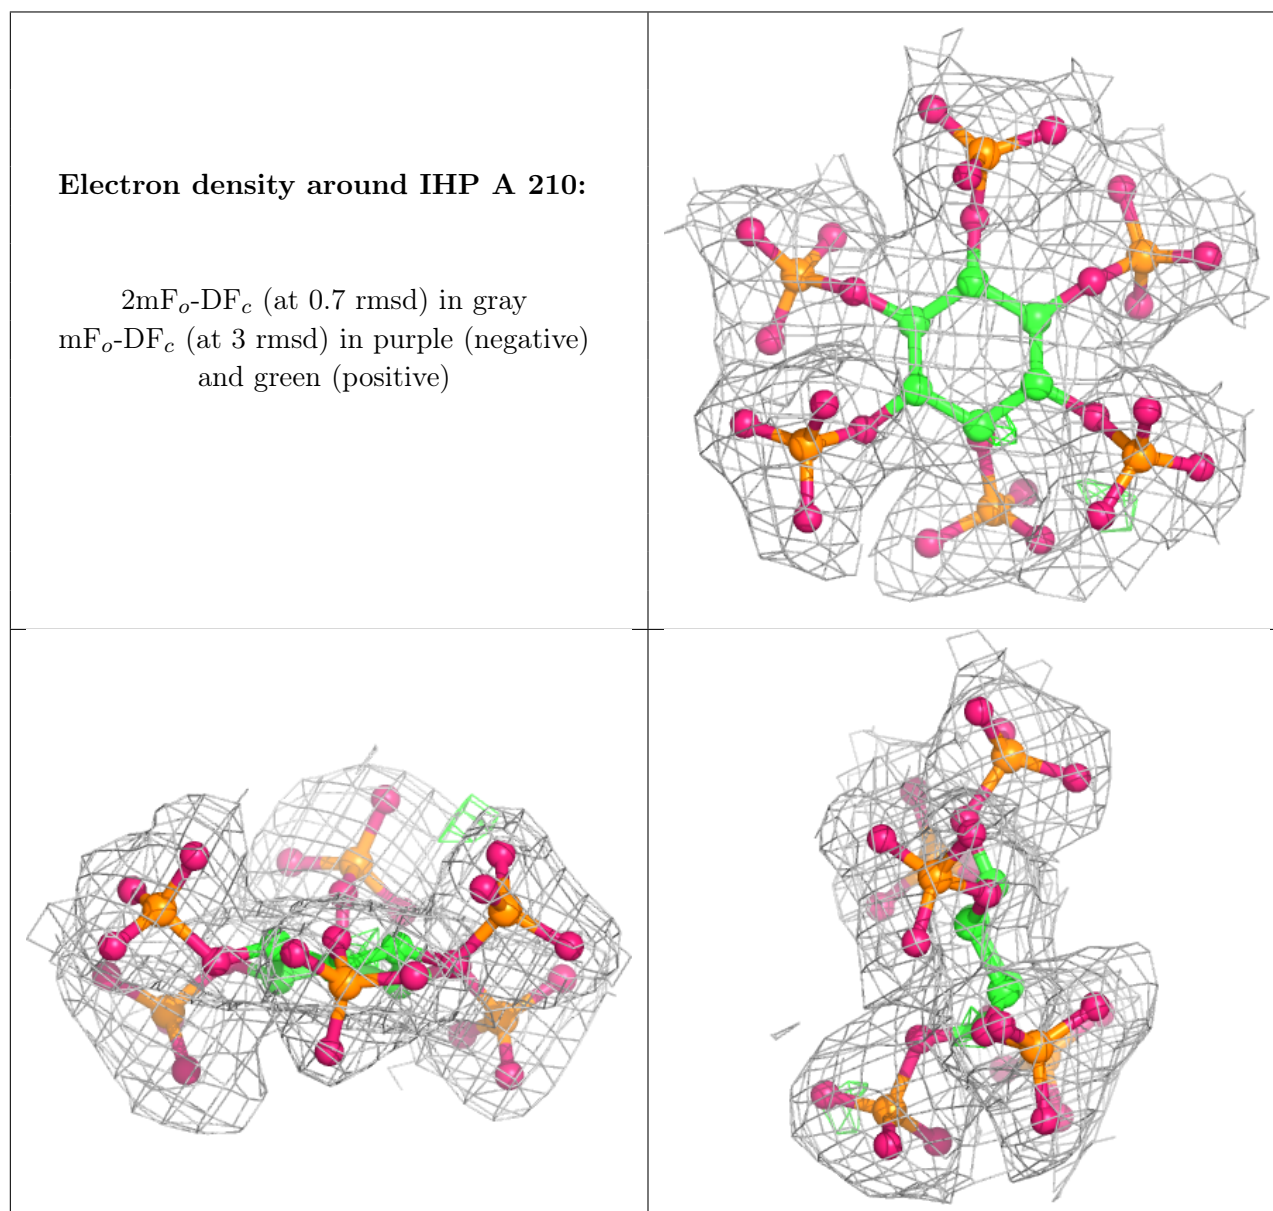 Electron density around IHP A 210:
2mFₒ-DF𝑐 (at 0.7 rmsd) in gray
mFₒ-DF𝑐 (at 3 rmsd) in purple (negative)
and green (positive)